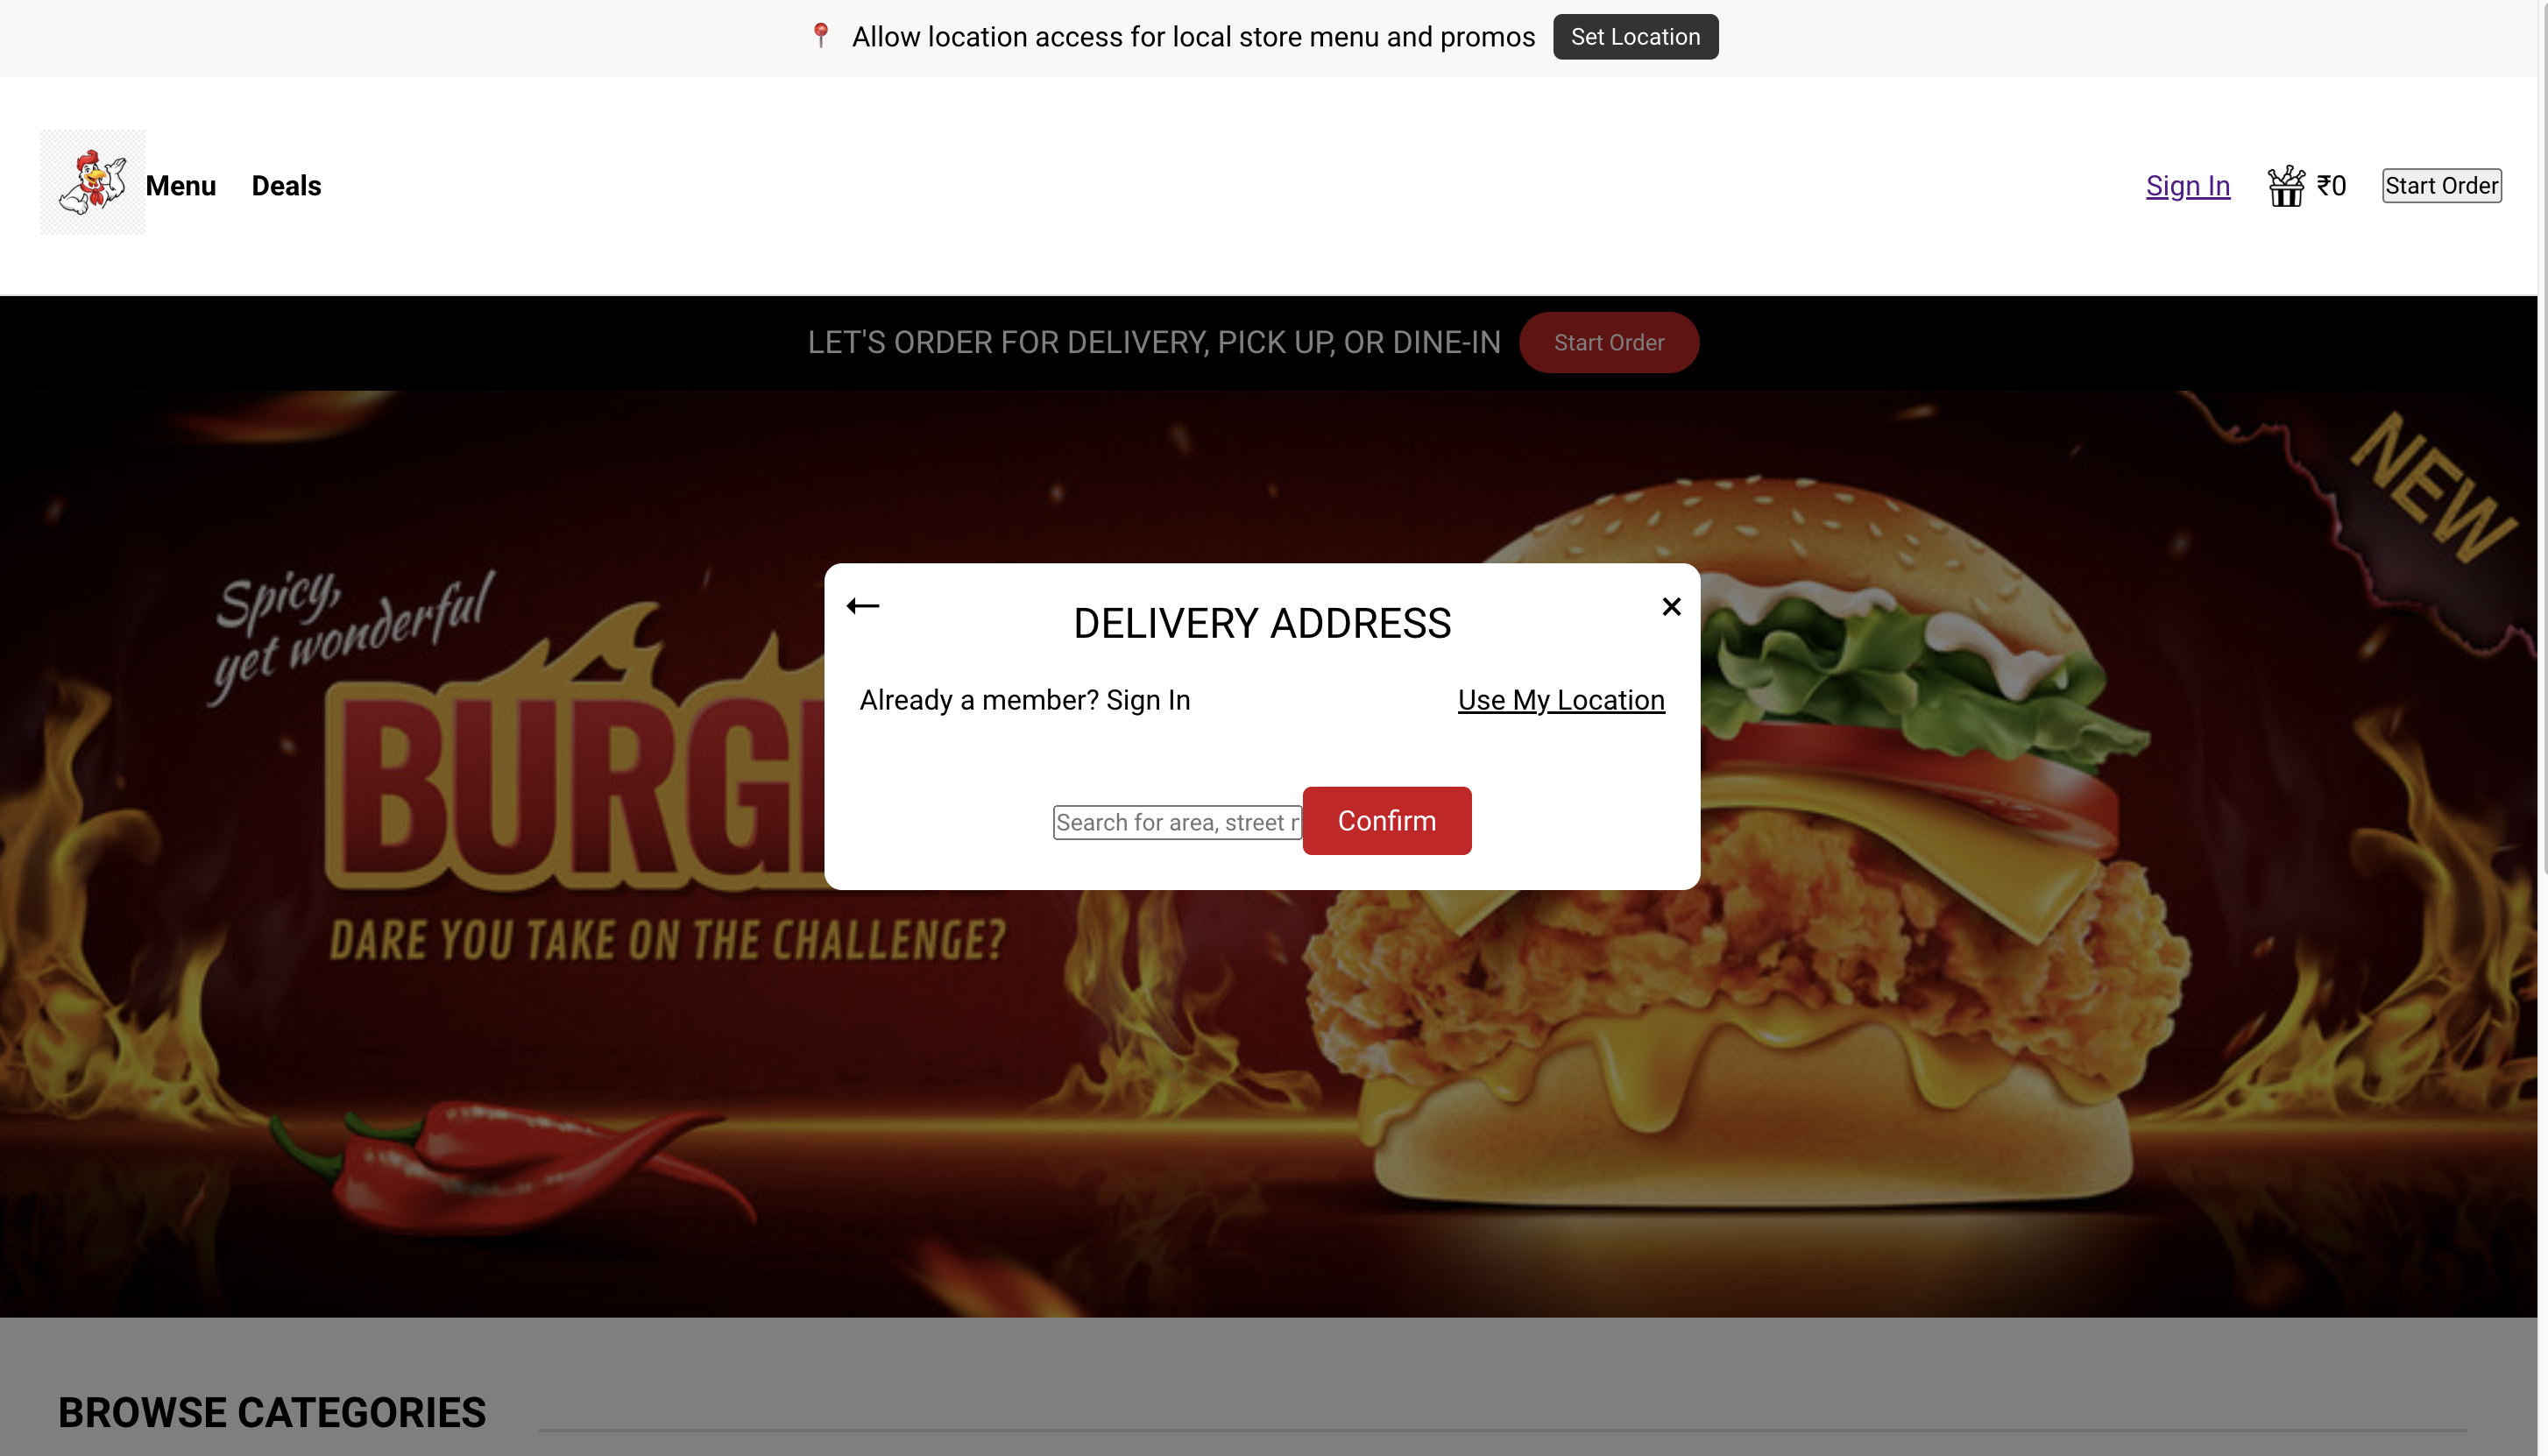 Allow location access for local store menu and promos Set Location
Menu Deals Sign In ₹0 Start Order
LET'S ORDER FOR DELIVERY, PICK UP, OR DINE-IN Start Order
NEW
Spicy,
yet wonderful
DELIVERY ADDRESS
Already a member? Sign In Use My Location
Search for area, street Confirm
DARE YOU TAKE ON THE CHALLENGE?
BROWSE CATEGORIES